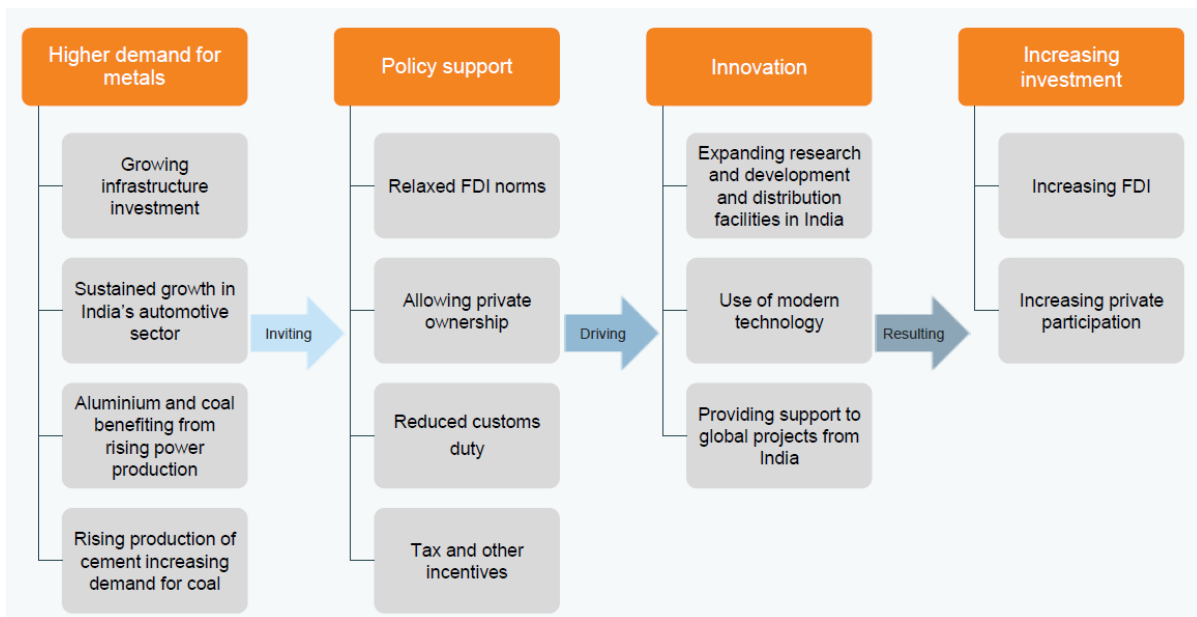 Higher demand for
metals
Growing
infrastructure
investment
Sustained growth in
India's automotive
sector
Aluminium and coal
benefiting from
rising power
production
Rising production of
cement increasing
demand for coal
Inviting
Policy support
Relaxed FDI norms
Allowing private
ownership
Reduced customs
duty
Tax and other
incentives
Driving
Innovation
Expanding research
and development
and distribution
facilities in India
Use of modern
technology
Providing support to
global projects from
India
Resulting
Increasing
investment
Increasing FDI
Increasing private
participation